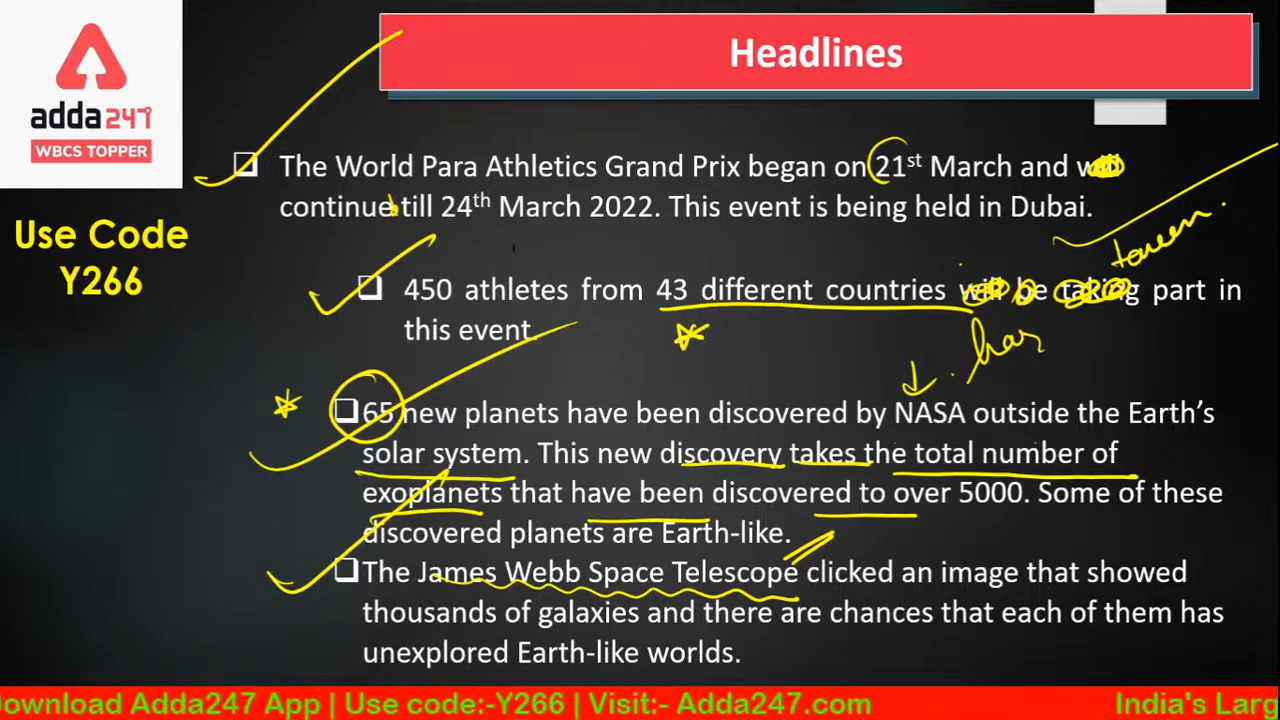 Headlines
adda247
WBCS TOPPER
Use Code
Y266
The World Para Athletics Grand Prix began on 21st March and
continue till 24th March 2022. This event is being held in Dubai.
taken.
450 athletes from 43 different countries will be taking part in
this event.
has
65 new planets have been discovered by NASA outside the Earth's
solar system. This new discovery takes the total number of
exoplanets that have been discovered to over 5000. Some of these
discovered planets are Earth-like.
The James Webb Space Telescope clicked an image that showed
thousands of galaxies and there are chances that each of them has
unexplored Earth-like worlds.
Download Adda247 App | Use code:-Y266 | Visit:- Adda247.com India's Larg